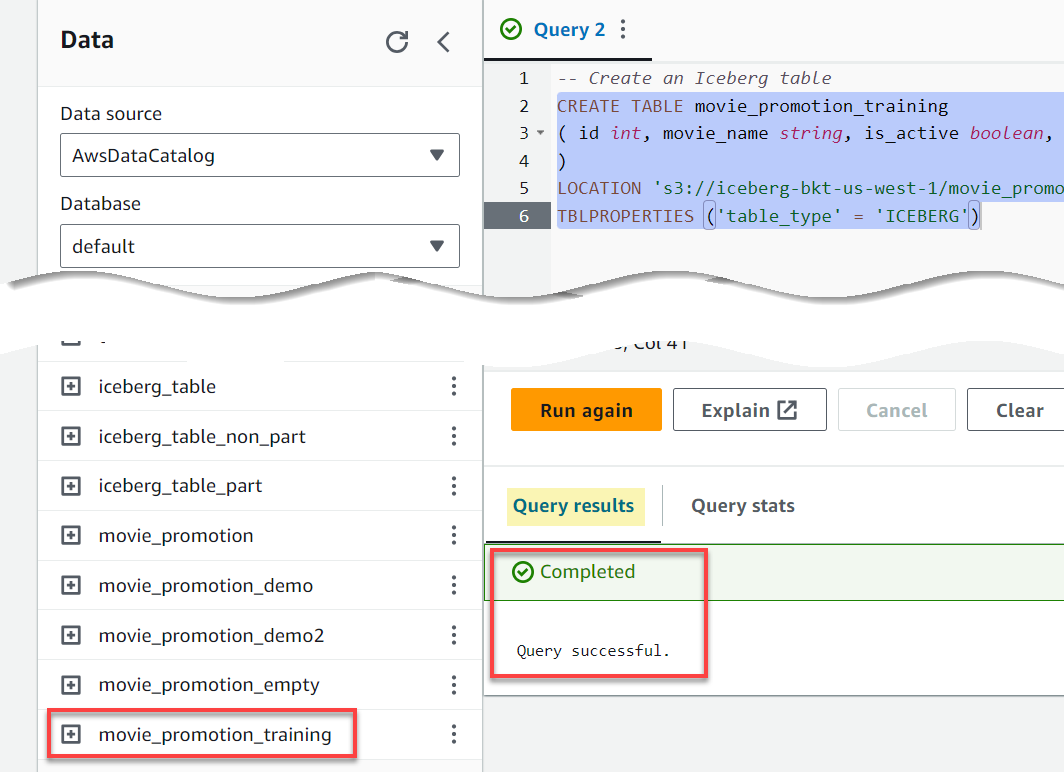 Data
Data source
AwsDataCatalog
Database
default
iceberg_table
iceberg_table_non_part
iceberg_table_part
movie_promotion
movie_promotion_demo
movie_promotion_demo2
movie_promotion_empty
movie_promotion_training
Query 2
1 -- Create an Iceberg table
2 CREATE TABLE movie_promotion_training
3 ( id int, movie_name string, is_active boolean,
4 )
5 LOCATION 's3://iceberg-bkt-us-west-1/movie_promo
6 TBLPROPERTIES ('table_type' = 'ICEBERG')
Col 41
Run again Explain Cancel Clear
Query results Query stats
Completed
Query successful.